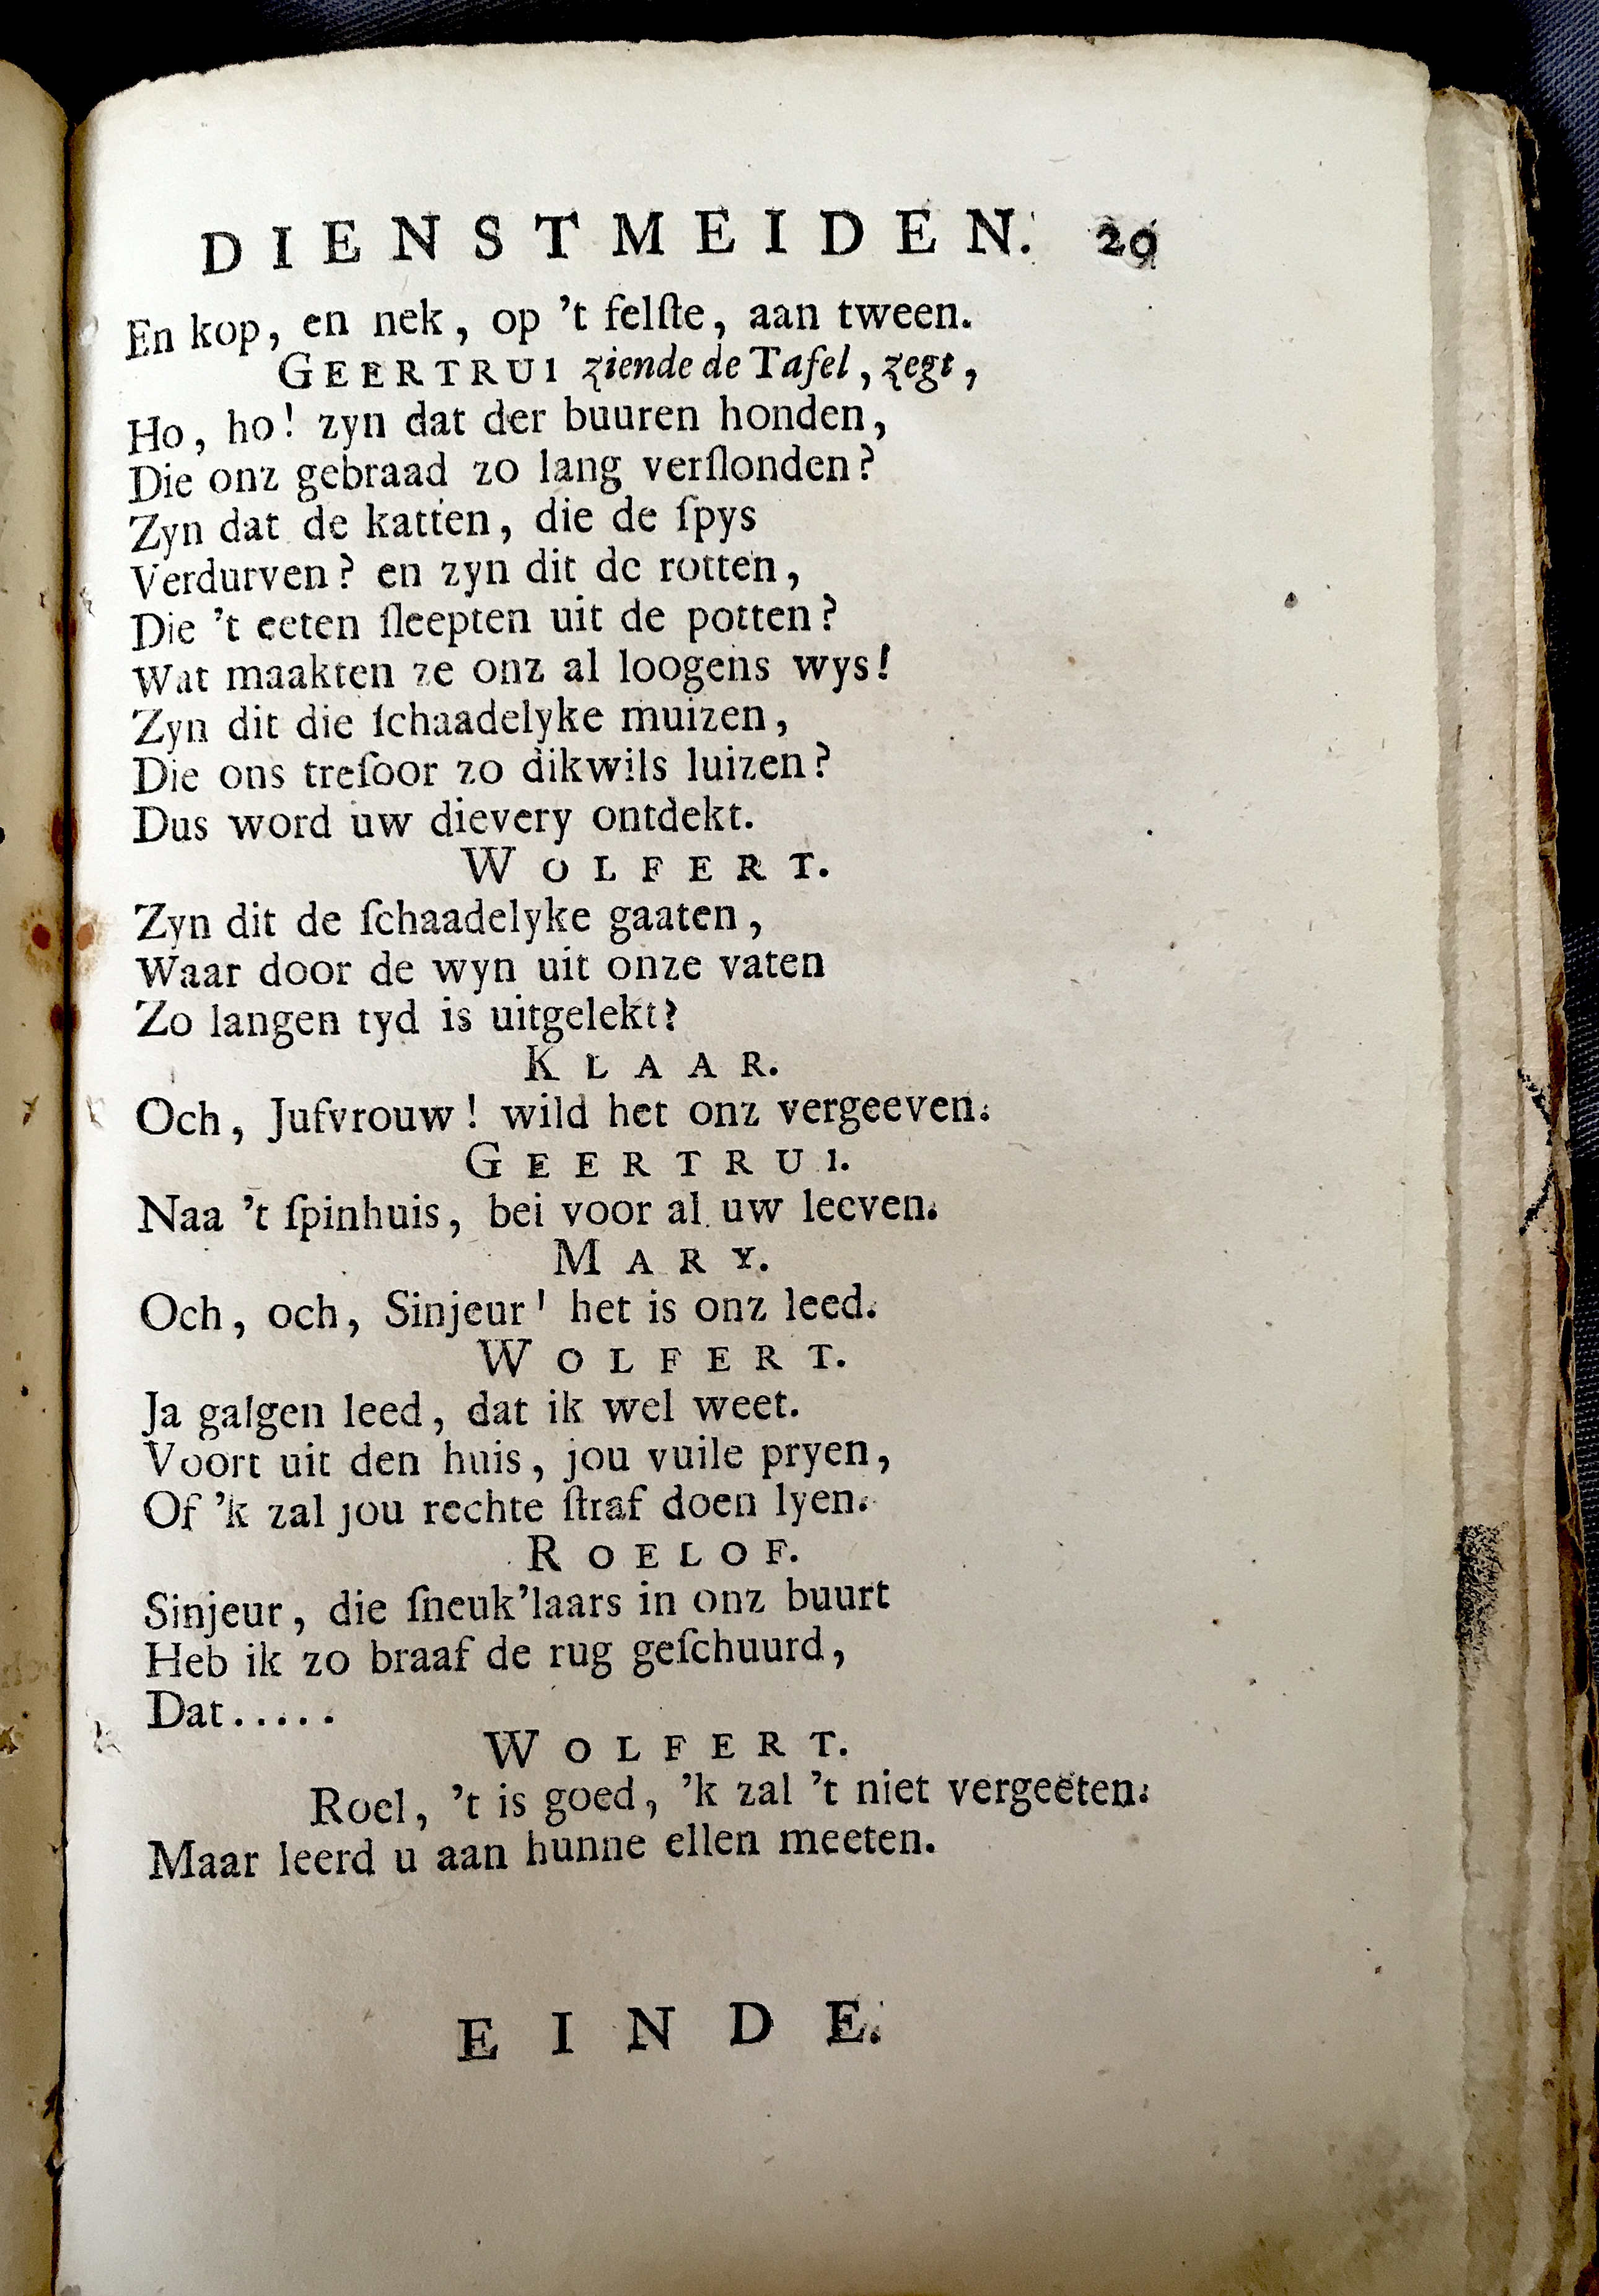 DIENSTMEIDEN. 29
En kop, en nek, op 't felſte, aan tween.
GEERTRUI ziende de Tafel, zegt,
Ho, ho! zyn dat der buuren honden,
Die onz gebraad zo lang verſlonden?
Zyn dat de katten, die de ſpys
Verdurven? en zyn dit de rotten,
Die 't eeten ſleepten uit de potten?
Wat maakten ze onz al loogens wys!
Zyn dit die ſchaadelyke muizen,
Die ons treſoor zo dikwils luizen?
Dus word uw dievery ontdekt.
WOLFERT.
Zyn dit de ſchaadelyke gaaten,
Waar door de wyn uit onze vaten
Zo langen tyd is uitgelekt?
KLAAR.
Och, Jufvrouw! wild het onz vergeeven.
GEERTRUI.
Naa 't ſpinhuis, bei voor al uw leeven.
MARY.
Och, och, Sinjeur! het is onz leed.
WOLFERT.
Ja galgen leed, dat ik wel weet.
Voort uit den huis, jou vuile pryen,
Of 'k zal jou rechte ſtraf doen lyen.
ROELOF.
Sinjeur, die ſneuk'laars in onz buurt
Heb ik zo braaf de rug geſchuurd,
Dat.....
WOLFERT.
Roel, 't is goed, 'k zal 't niet vergeeten.
Maar leerd u aan hunne ellen meeten.
EINDE.